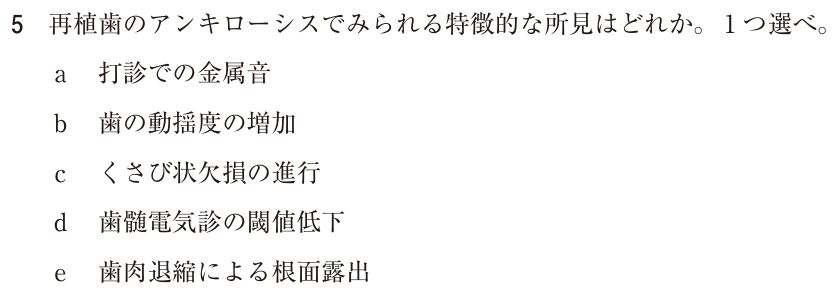 5 再植歯のアンキローシスでみられる特徴的な所見はどれか。1つ選べ。
a 打診での金属音
b 歯の動揺度の増加
c くさび状欠損の進行
d 歯髄電気診の閾値低下
e 歯肉退縮による根面露出